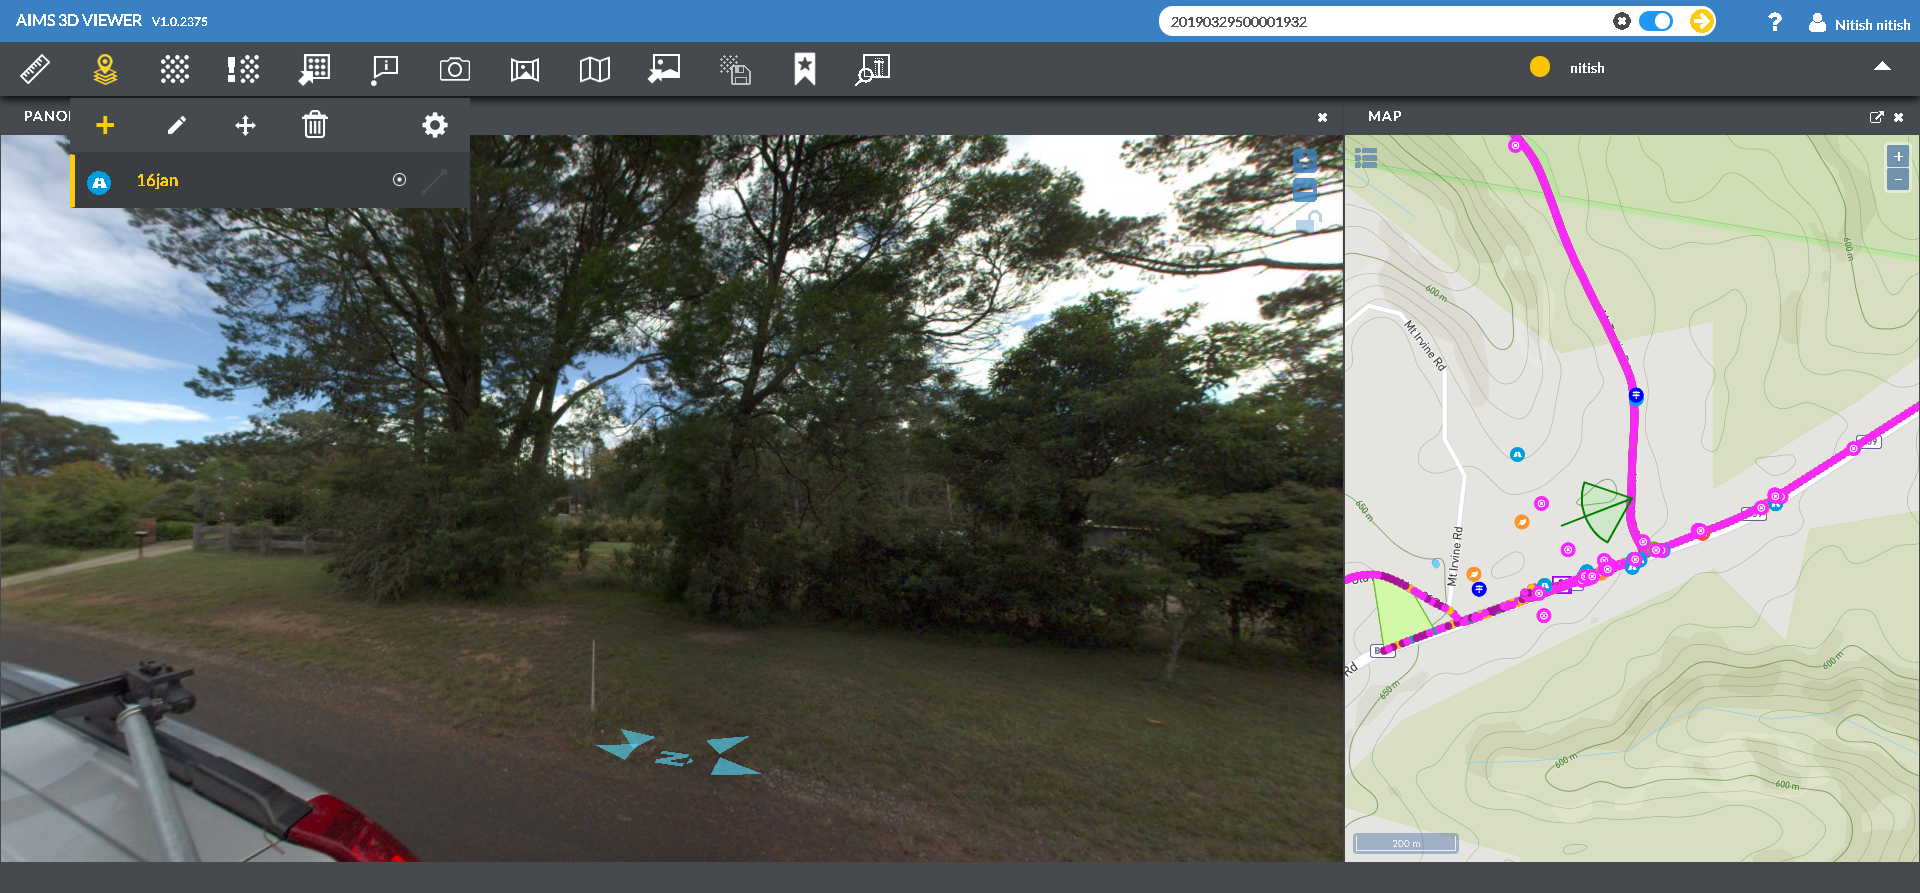 AIMS 3D VIEWER V1.0.2375
20190329500001932
? Nitish nitish
nitish
PANO
MAP
16jan
600 m
600 m
Mt Irvine Rd
650 m
Mt Irvine Rd
Rd
650 m
600 m
600 m
600 m
200 m